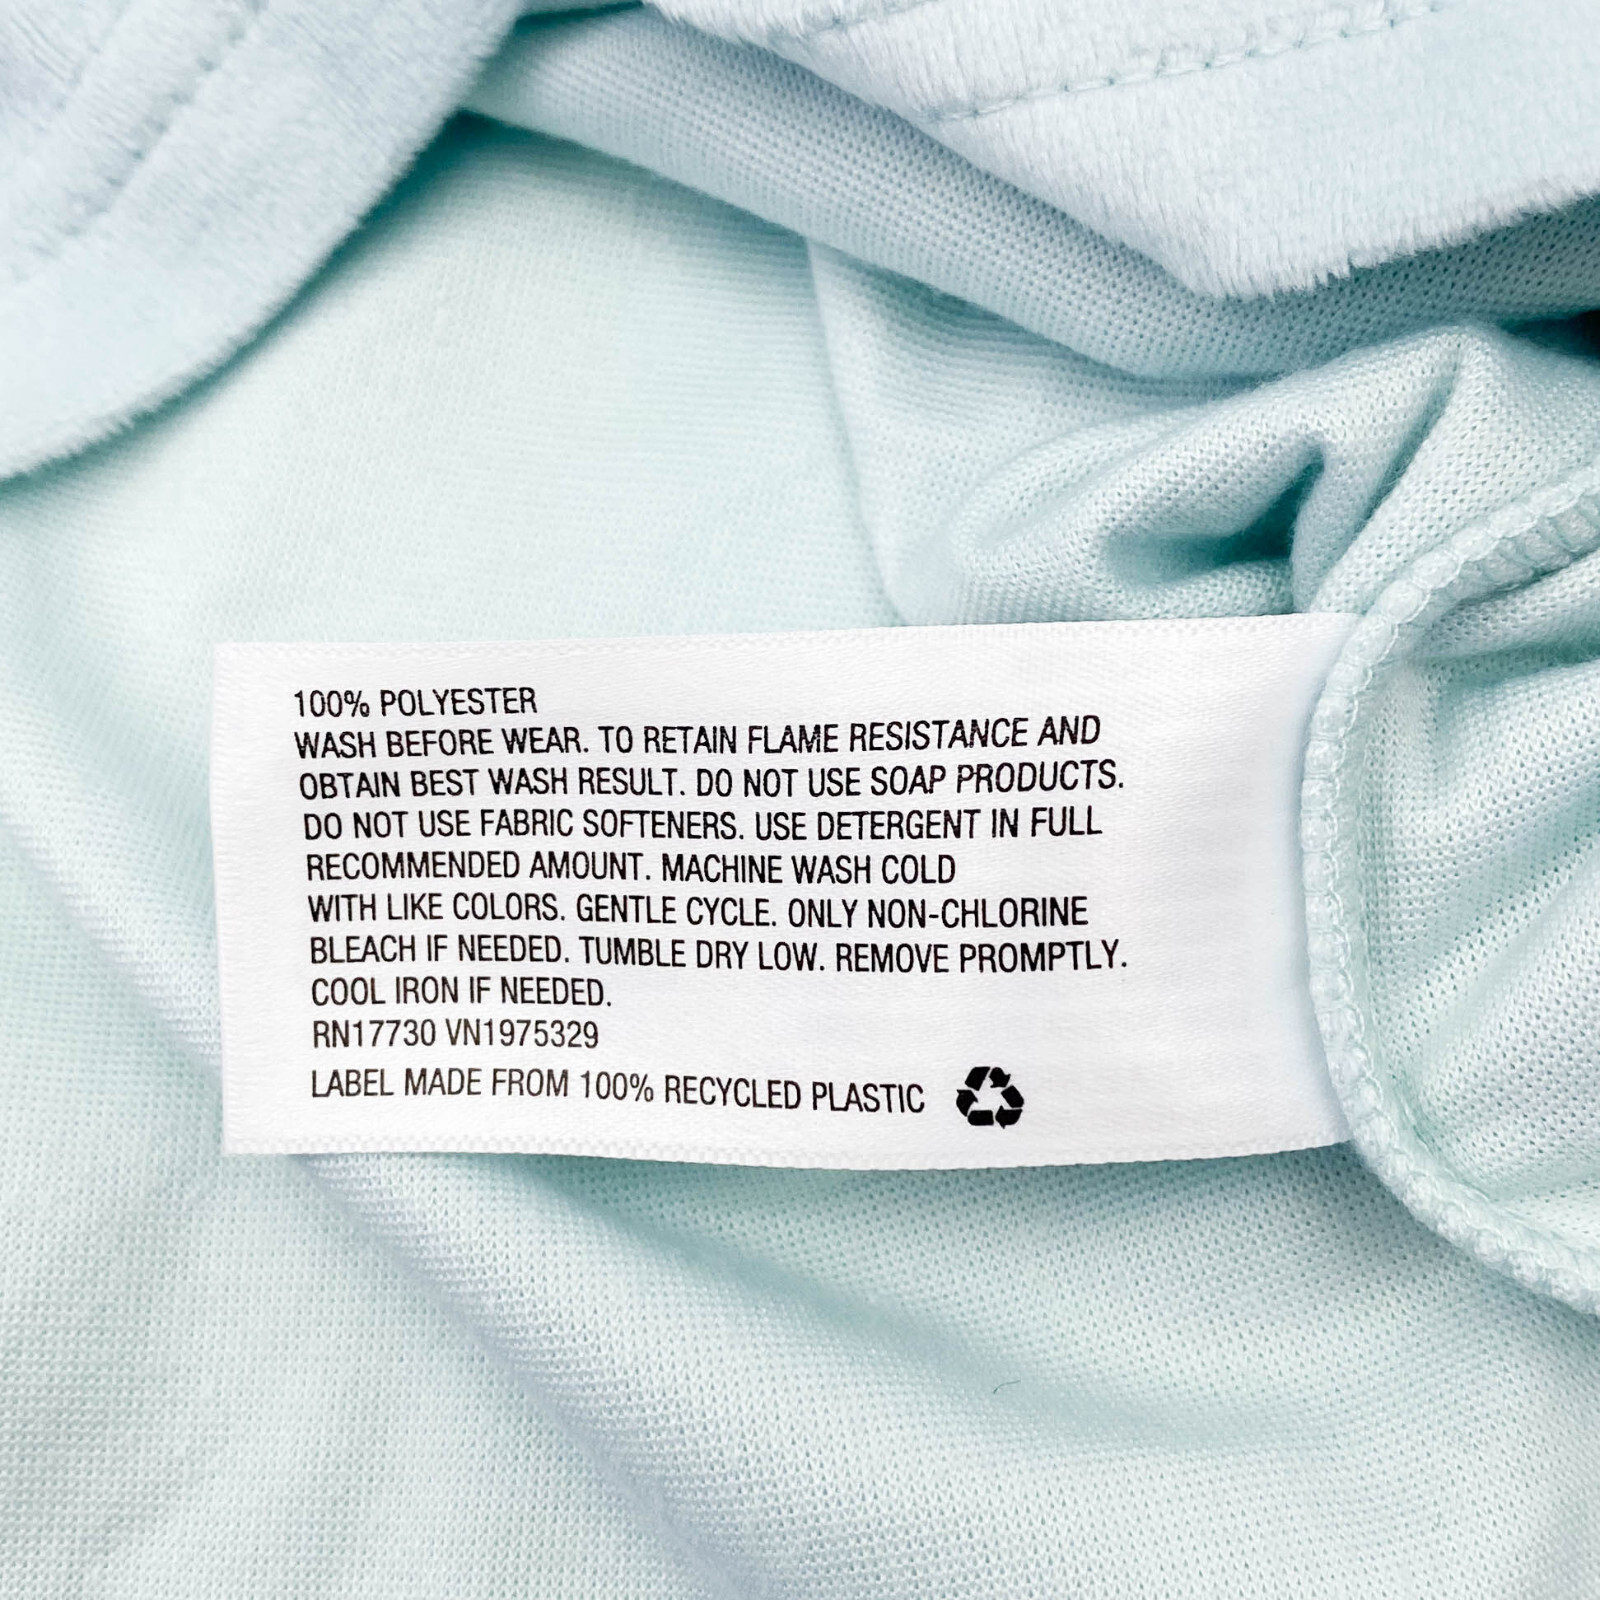 100% POLYESTER
WASH BEFORE WEAR. TO RETAIN FLAME RESISTANCE AND
OBTAIN BEST WASH RESULT. DO NOT USE SOAP PRODUCTS.
DO NOT USE FABRIC SOFTENERS. USE DETERGENT IN FULL
RECOMMENDED AMOUNT. MACHINE WASH COLD
WITH LIKE COLORS. GENTLE CYCLE. ONLY NON-CHLORINE
BLEACH IF NEEDED. TUMBLE DRY LOW. REMOVE PROMPTLY.
COOL IRON IF NEEDED.
RN17730 VN1975329
LABEL MADE FROM 100% RECYCLED PLASTIC